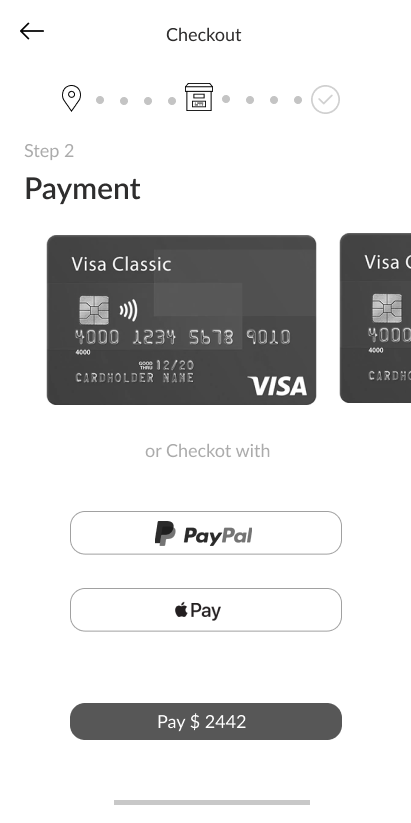 Checkout
Step 2
Payment
Visa Classic
4000 1234 5678 9010
4000
GOOD THRU 12/20
CARDHOLDER NAME
VISA
Visa C
4000
4000
CARDH
or Checkot with
PayPal
Pay
Pay $ 2442